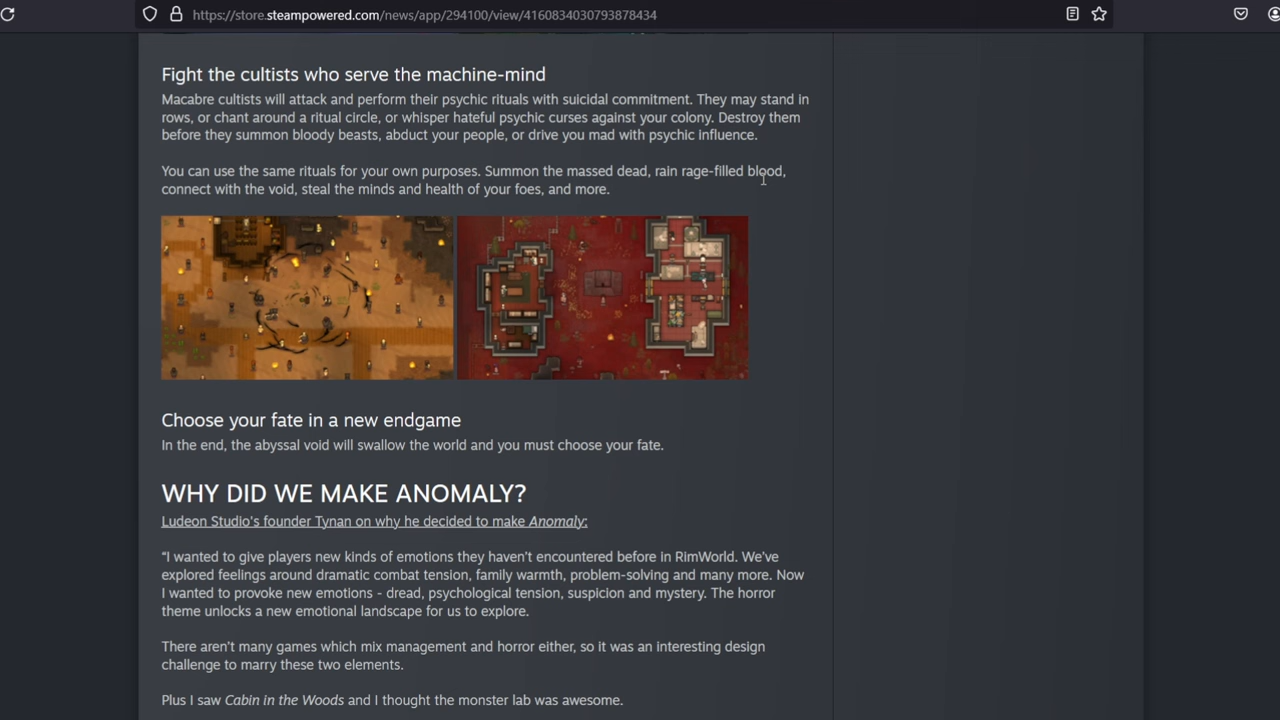 https://store.steampowered.com/news/app/294100/view/4160834030793878434
Fight the cultists who serve the machine-mind
Macabre cultists will attack and perform their psychic rituals with suicidal commitment. They may stand in
rows, or chant around a ritual circle, or whisper hateful psychic curses against your colony. Destroy them
before they summon bloody beasts, abduct your people, or drive you mad with psychic influence.
You can use the same rituals for your own purposes. Summon the massed dead, rain rage-filled blood,
connect with the void, steal the minds and health of your foes, and more.
Choose your fate in a new endgame
In the end, the abyssal void will swallow the world and you must choose your fate.
WHY DID WE MAKE ANOMALY?
Ludeon Studio's founder Tynan on why he decided to make Anomaly:
“I wanted to give players new kinds of emotions they haven't encountered before in RimWorld. We've
explored feelings around dramatic combat tension, family warmth, problem-solving and many more. Now
I wanted to provoke new emotions - dread, psychological tension, suspicion and mystery. The horror
theme unlocks a new emotional landscape for us to explore.
There aren't many games which mix management and horror either, so it was an interesting design
challenge to marry these two elements.
Plus I saw Cabin in the Woods and I thought the monster lab was awesome.